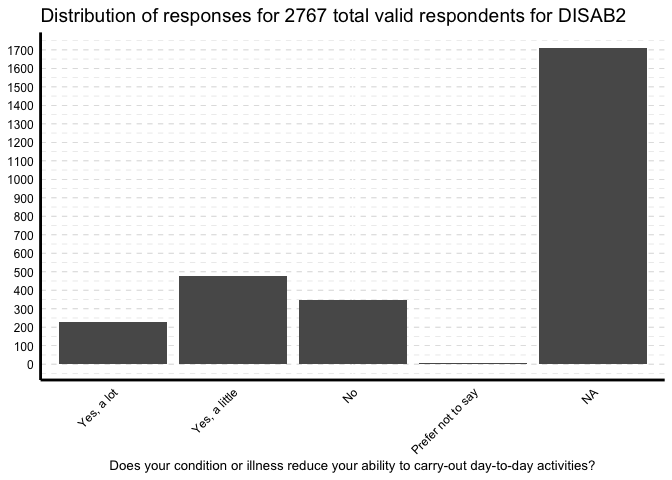 Distribution of responses for 2767 total valid respondents for DISAB2
1700
1600
1500
1400
1300
1200
1100
1000
900
800
700
600
500
400
300
200
100
0
Yes, a lot
Yes, a little
No
Prefer not to say
NA
Does your condition or illness reduce your ability to carry-out day-to-day activities?